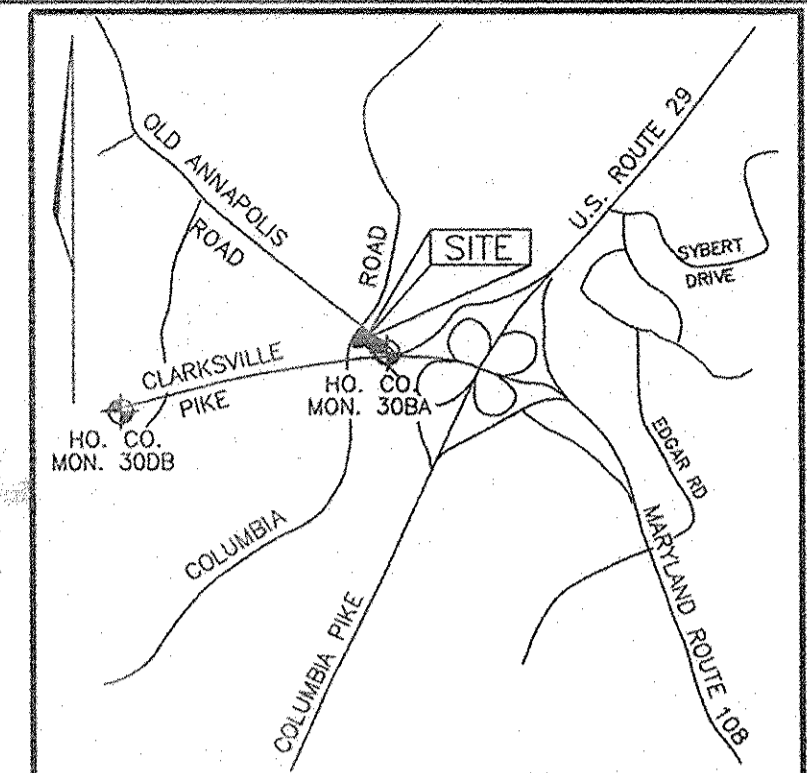 OLD ANNAPOLIS
ROAD
ROAD
SITE
U.S. ROUTE 29
SYBERT
DRIVE
CLARKSVILLE
PIKE
HO. CO.
MON. 30BA
HO. CO.
MON. 30DB
EDGAR RD
COLUMBIA
COLUMBIA PIKE
MARYLAND ROUTE 108